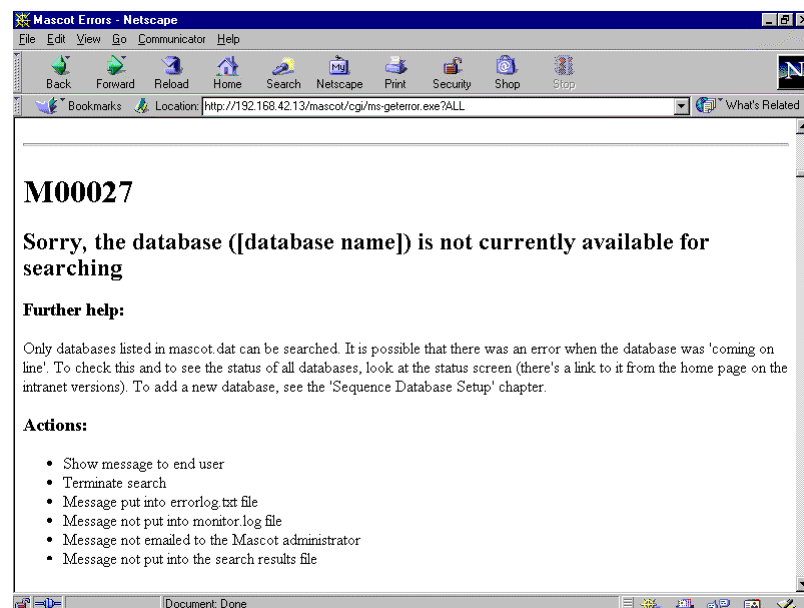 Mascot Errors - Netscape
File Edit View Go Communicator Help
My
N
Back Forward Reload Home Search Netscape Print Security Shop Stop
Bookmarks Location: http://192.168.42.13/mascot/cgi/ms-geterror.exe?ALL What's Related
M00027
Sorry, the database ([database name]) is not currently available for
searching
Further help:
Only databases listed in mascot.dat can be searched. It is possible that there was an error when the database was 'coming on
line'. To check this and to see the status of all databases, look at the status screen (there's a link to it from the home page on the
intranet versions). To add a new database, see the 'Sequence Database Setup' chapter.
Actions:
• Show message to end user
• Terminate search
• Message put into errorlog.txt file
• Message not put into monitor.log file
• Message not emailed to the Mascot administrator
• Message not put into the search results file
Document: Done